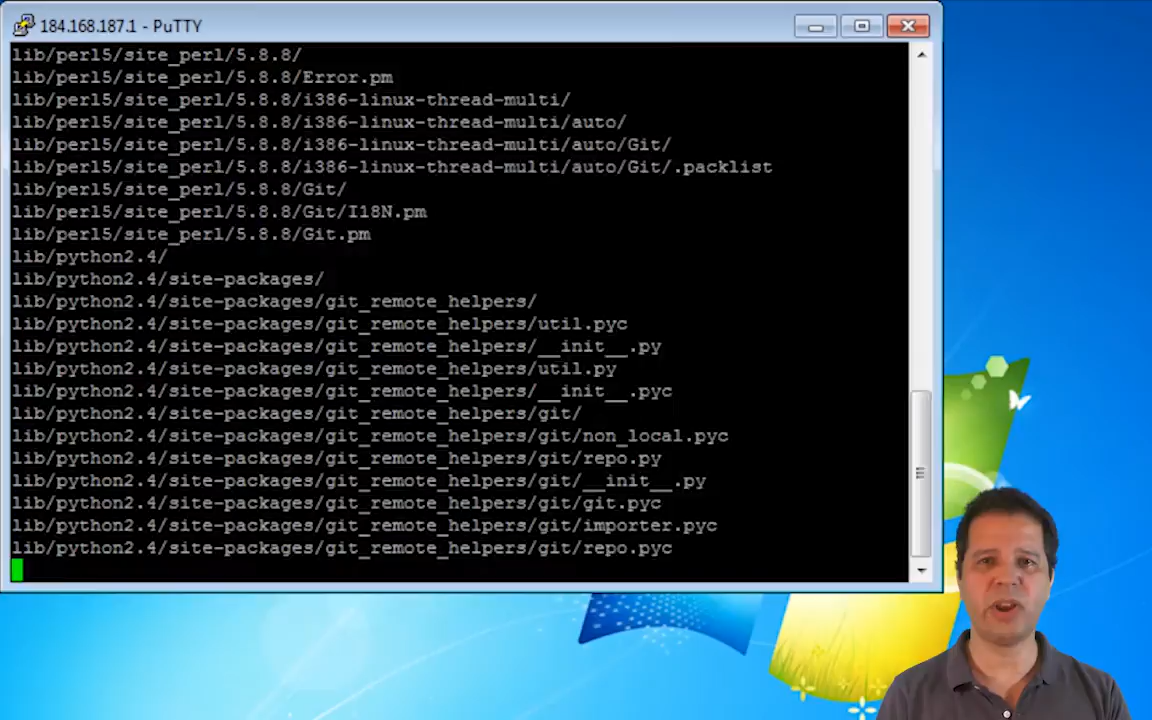 184.168.187.1 - PuTTY
lib/perl5/site_perl/5.8.8/
lib/perl5/site_perl/5.8.8/Error.pm
lib/perl5/site_perl/5.8.8/i386-linux-thread-multi/
lib/perl5/site_perl/5.8.8/i386-linux-thread-multi/auto/
lib/perl5/site_perl/5.8.8/i386-linux-thread-multi/auto/Git/
lib/perl5/site_perl/5.8.8/i386-linux-thread-multi/auto/Git/.packlist
lib/perl5/site_perl/5.8.8/Git/
lib/perl5/site_perl/5.8.8/Git/I18N.pm
lib/perl5/site_perl/5.8.8/Git.pm
lib/python2.4/
lib/python2.4/site-packages/
lib/python2.4/site-packages/git_remote_helpers/
lib/python2.4/site-packages/git_remote_helpers/util.pyc
lib/python2.4/site-packages/git_remote_helpers/__init__.py
lib/python2.4/site-packages/git_remote_helpers/util.py
lib/python2.4/site-packages/git_remote_helpers/__init__.pyc
lib/python2.4/site-packages/git_remote_helpers/git/
lib/python2.4/site-packages/git_remote_helpers/git/non_local.pyc
lib/python2.4/site-packages/git_remote_helpers/git/repo.py
lib/python2.4/site-packages/git_remote_helpers/git/__init__.py
lib/python2.4/site-packages/git_remote_helpers/git/git.pyc
lib/python2.4/site-packages/git_remote_helpers/git/importer.pyc
lib/python2.4/site-packages/git_remote_helpers/git/repo.pyc